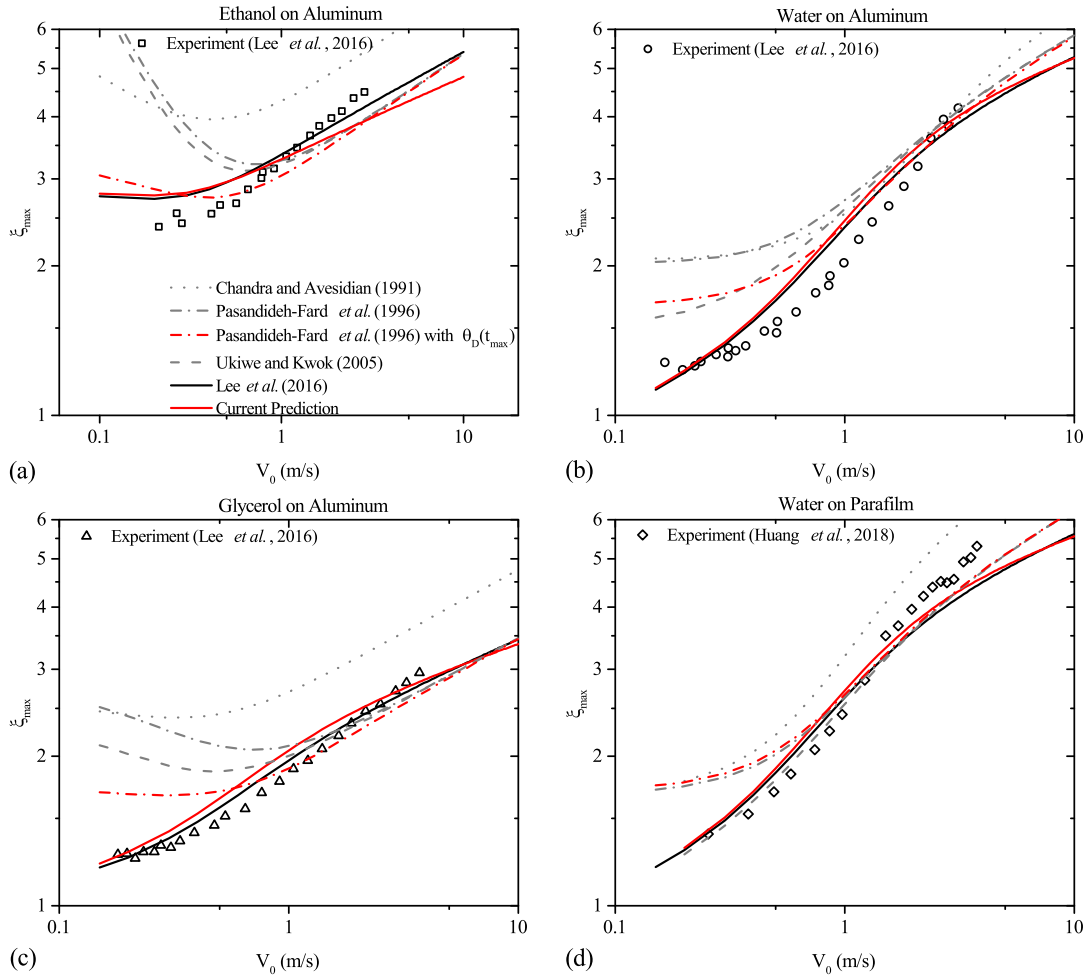 Ethanol on Aluminum
6
5
4
3
2
1
ξmax
Experiment (Lee et al., 2016)
Chandra and Avesidian (1991)
Pasandideh-Fard et al. (1996)
Pasandideh-Fard et al. (1996) with θD(tmax)
Ukiwe and Kwok (2005)
Lee et al. (2016)
Current Prediction
0.1 1 10
(a)
V0 (m/s)
Water on Aluminum
6
5
4
3
2
1
ξmax
Experiment (Lee et al., 2016)
0.1 1 10
(b)
V0 (m/s)
Glycerol on Aluminum
6
5
4
3
2
1
ξmax
Experiment (Lee et al., 2016)
0.1 1 10
(c)
V0 (m/s)
Water on Parafilm
6
5
4
3
2
1
ξmax
Experiment (Huang et al., 2018)
0.1 1 10
(d)
V0 (m/s)